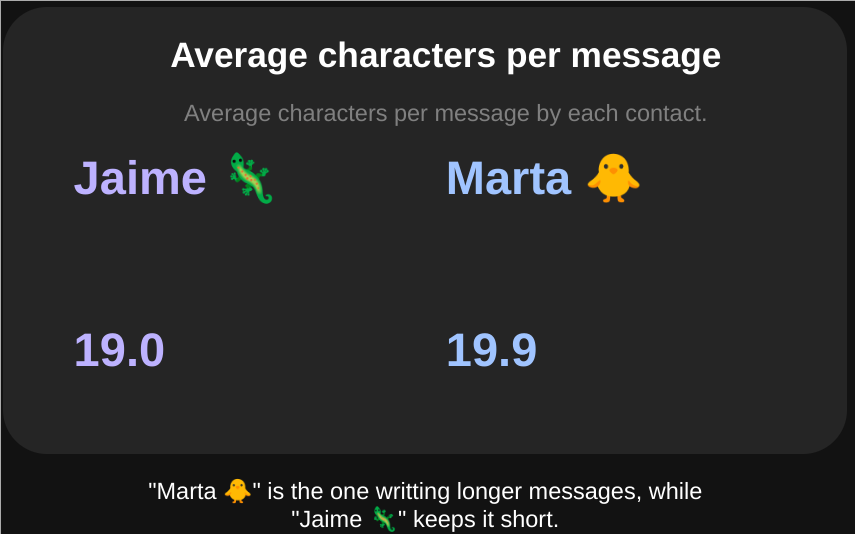 Average characters per message
Average characters per message by each contact.
Jaime 🦎 Marta 🐥
19.0 19.9
"Marta 🐥" is the one writting longer messages, while
"Jaime 🦎" keeps it short.